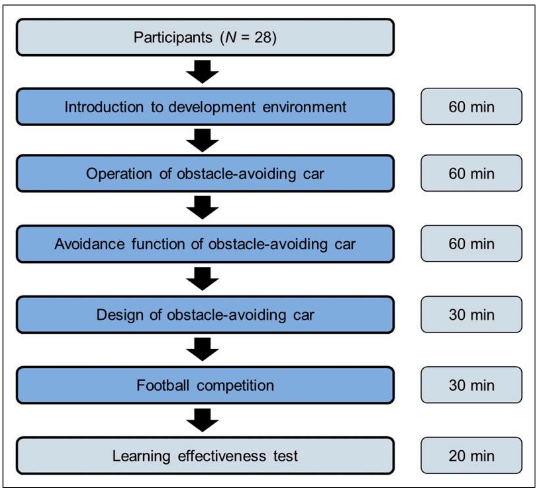 Participants (N = 28)
Introduction to development environment 60 min
Operation of obstacle-avoiding car 60 min
Avoidance function of obstacle-avoiding car 60 min
Design of obstacle-avoiding car 30 min
Football competition 30 min
Learning effectiveness test 20 min